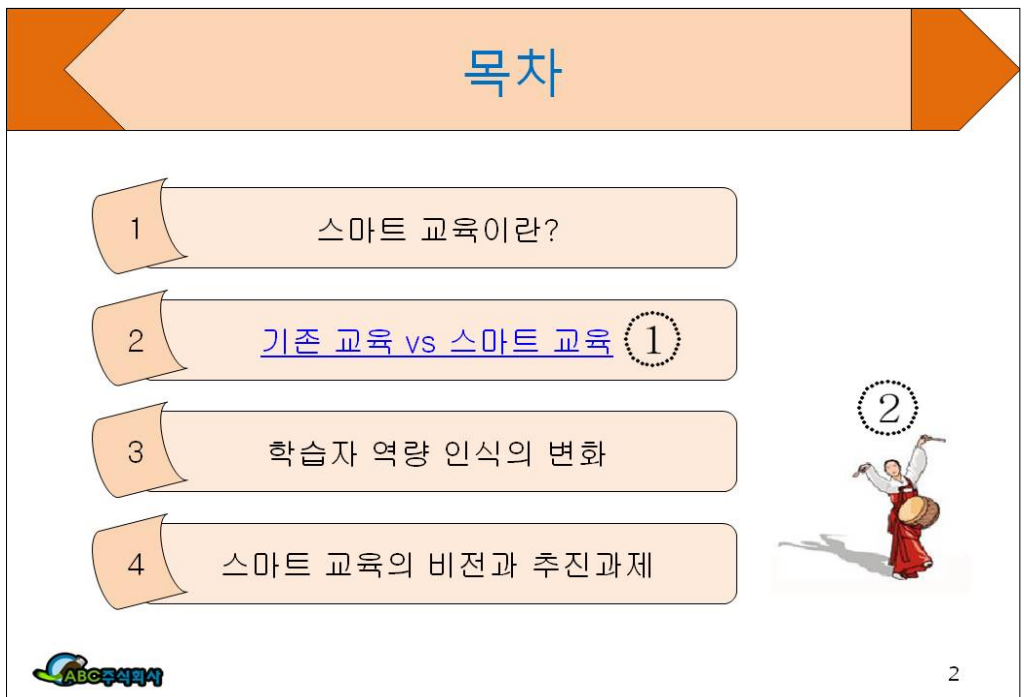 목차
1 스마트 교육이란?
2 기존 교육 vs 스마트 교육 1
3 학습자 역량 인식의 변화
2
4 스마트 교육의 비전과 추진과제
ABC주식회사
2